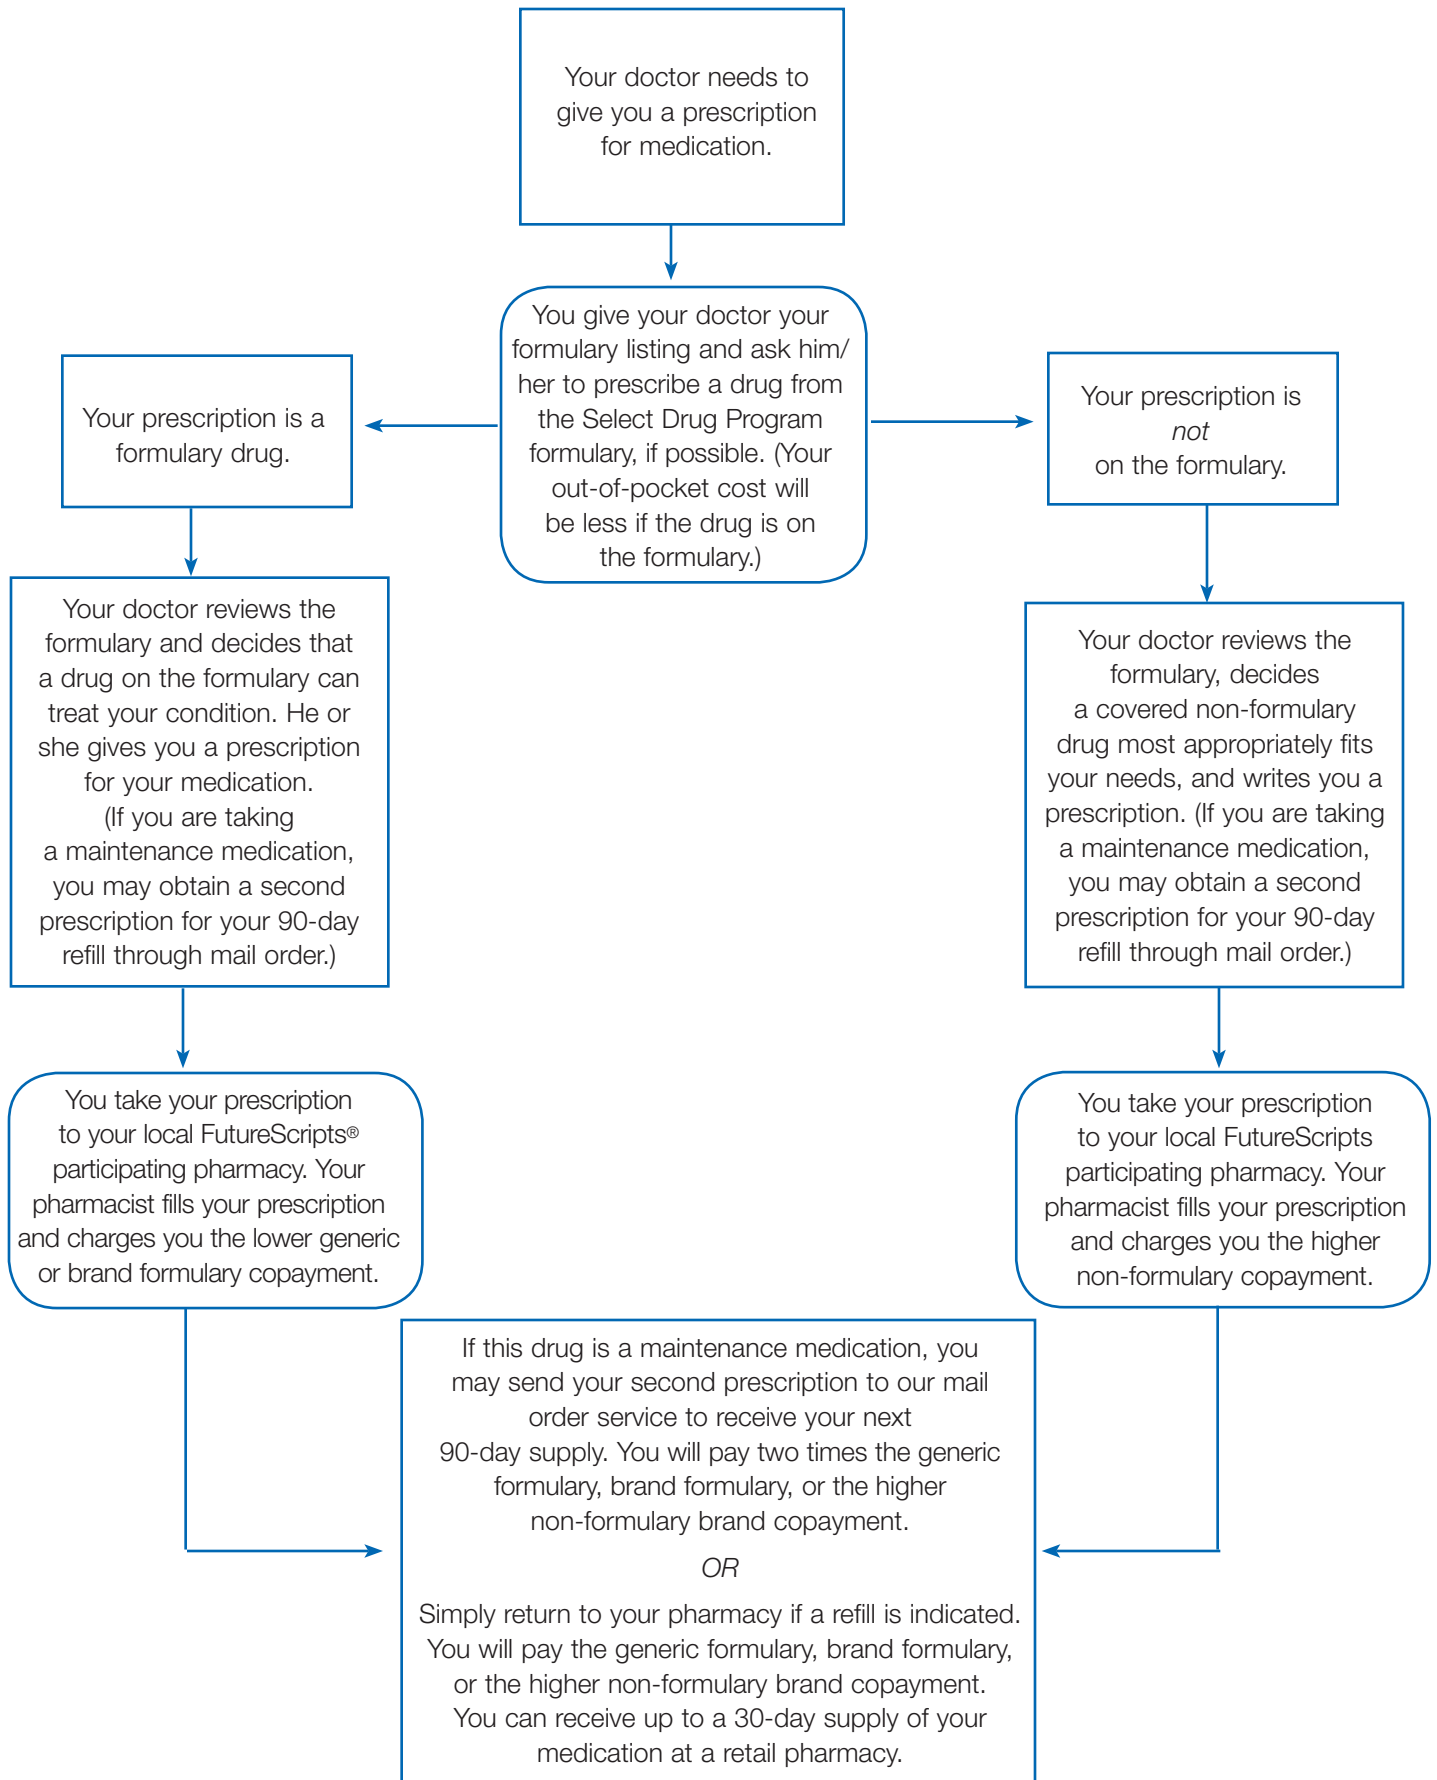 Your doctor needs to
give you a prescription
for medication.
You give your doctor your
formulary listing and ask him/
her to prescribe a drug from
the Select Drug Program
formulary, if possible. (Your
out-of-pocket cost will
be less if the drug is on
the formulary.)
Your prescription is a
formulary drug.
Your prescription is
not
on the formulary.
Your doctor reviews the
formulary and decides that
a drug on the formulary can
treat your condition. He or
she gives you a prescription
for your medication.
(If you are taking
a maintenance medication,
you may obtain a second
prescription for your 90-day
refill through mail order.)
Your doctor reviews the
formulary, decides
a covered non-formulary
drug most appropriately fits
your needs, and writes you a
prescription. (If you are taking
a maintenance medication,
you may obtain a second
prescription for your 90-day
refill through mail order.)
You take your prescription
to your local FutureScripts®
participating pharmacy. Your
pharmacist fills your prescription
and charges you the lower generic
or brand formulary copayment.
You take your prescription
to your local FutureScripts
participating pharmacy. Your
pharmacist fills your prescription
and charges you the higher
non-formulary copayment.
If this drug is a maintenance medication, you
may send your second prescription to our mail
order service to receive your next
90-day supply. You will pay two times the generic
formulary, brand formulary, or the higher
non-formulary brand copayment.
OR
Simply return to your pharmacy if a refill is indicated.
You will pay the generic formulary, brand formulary,
or the higher non-formulary brand copayment.
You can receive up to a 30-day supply of your
medication at a retail pharmacy.